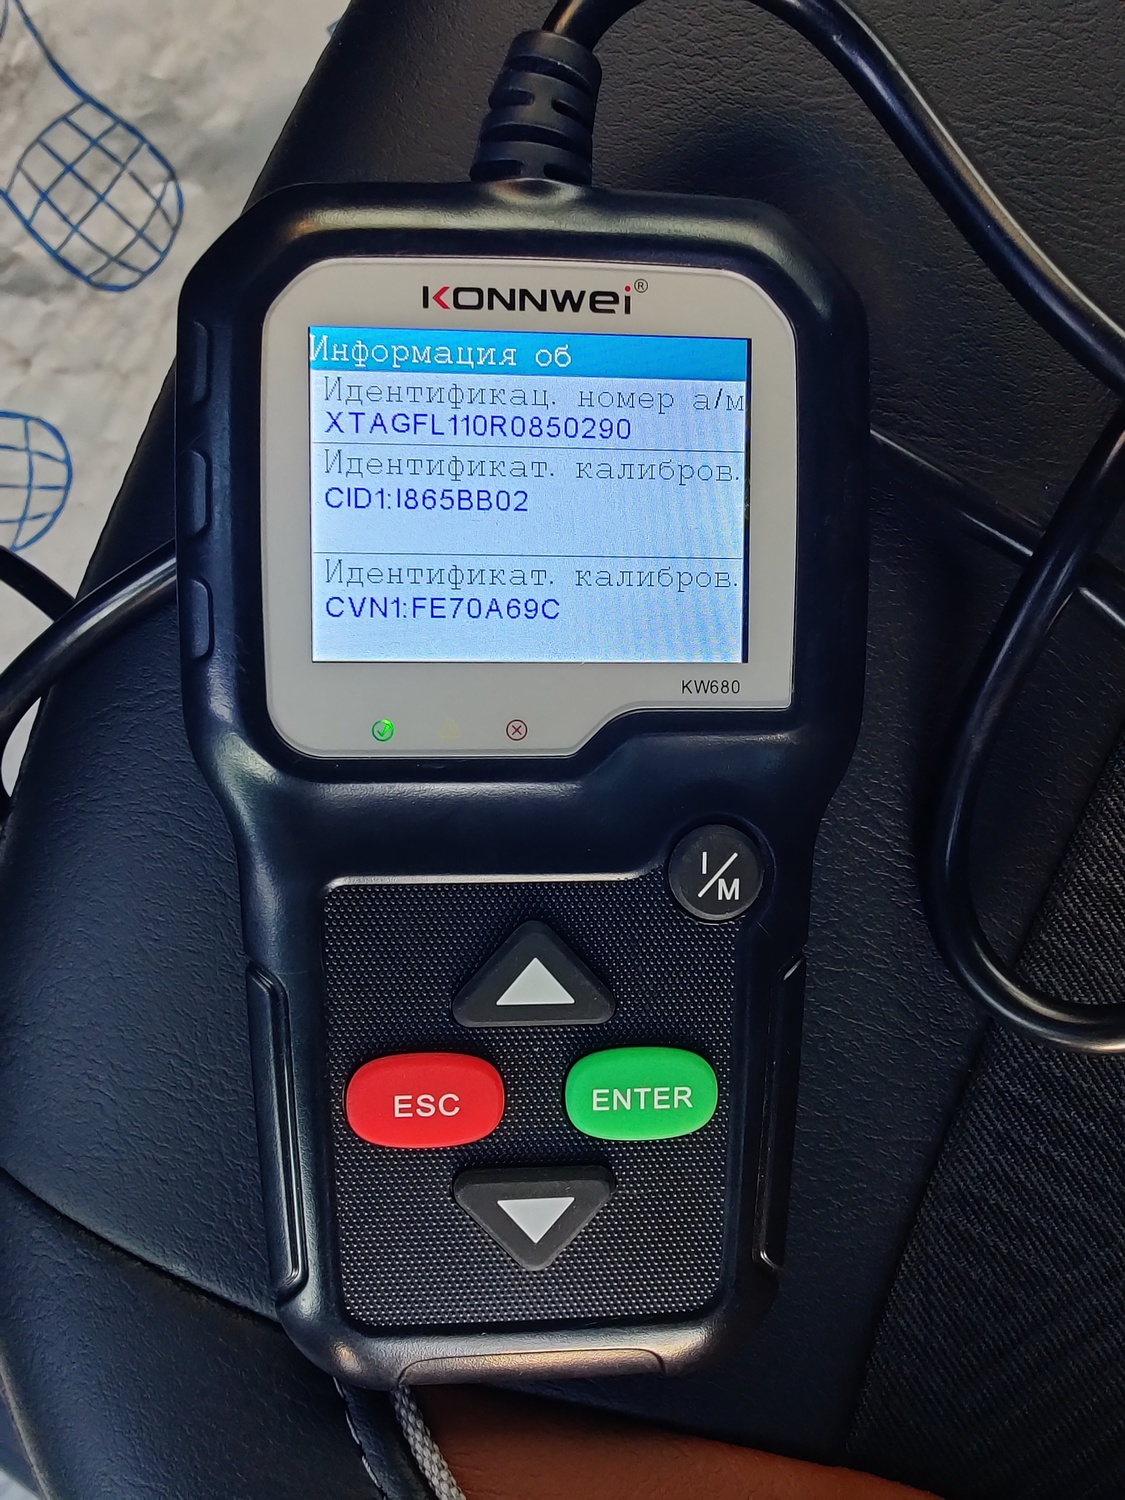 KONNWEI®
Информация об
Идентификац. номер а/м
XTAGFL110R0850290
Идентификат. калибров.
CID1:I865BB02
Идентификат. калибров.
CVN1:FE70A69C
KW680
I/M
ESC
ENTER